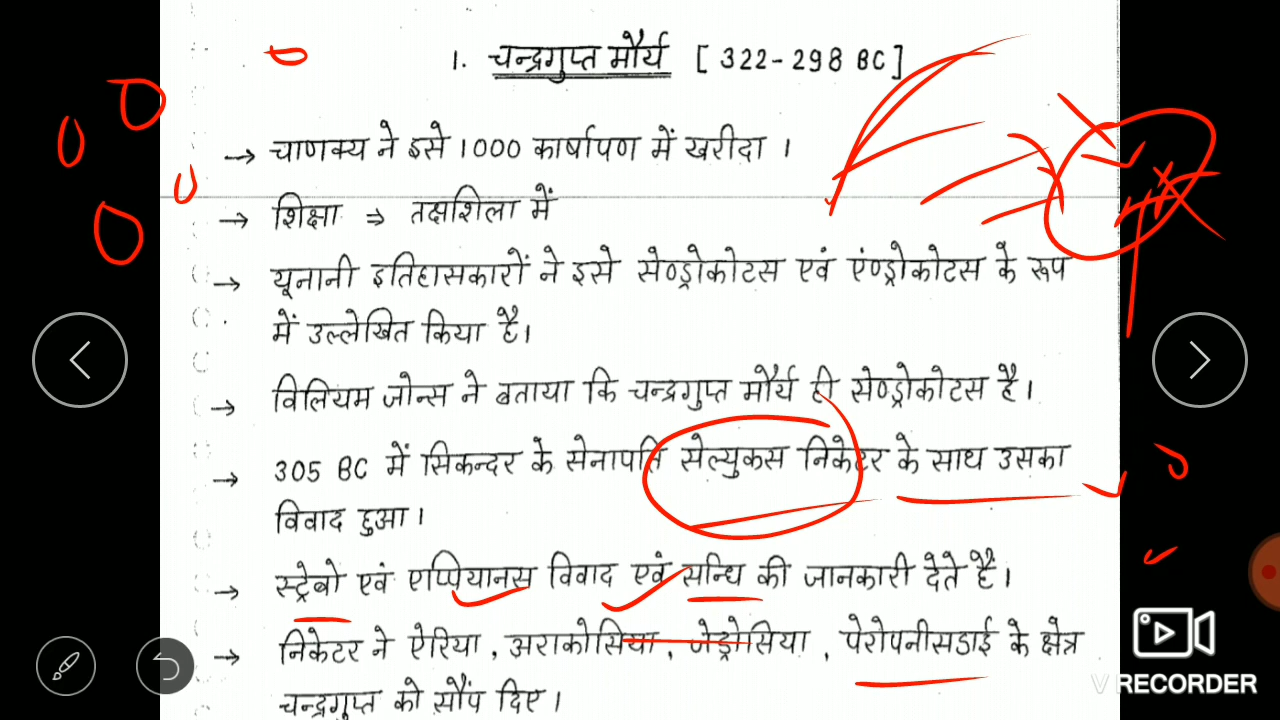 1. चन्द्रगुप्त मौर्य [ 322-298 BC ]
→ चाणक्य ने इसे 1000 कार्षापण में खरीदा ।
→ शिक्षा ⇒ तक्षशिला में
→ यूनानी इतिहासकारों ने इसे सेण्ड्रोकोटस एवं एंण्ड्रोकोटस के रूप
में उल्लेखित किया है।
→ विलियम जोन्स ने बताया कि चन्द्रगुप्त मौर्य ही सेण्ड्रोकोटस है।
→ 305 BC में सिकन्दर के सेनापति सेल्युकस निकेटर के साथ उसका
विवाद हुआ।
→ स्ट्रेबो एवं एप्पियानस विवाद एवं सन्धि की जानकारी देते हैं।
→ निकेटर ने ऐरिया, अराकोसिया, जेड्रोसिया, पेरोपनीसडाई के क्षेत्र
चन्द्रगुप्त को सौंप दिए।
V RECORDER